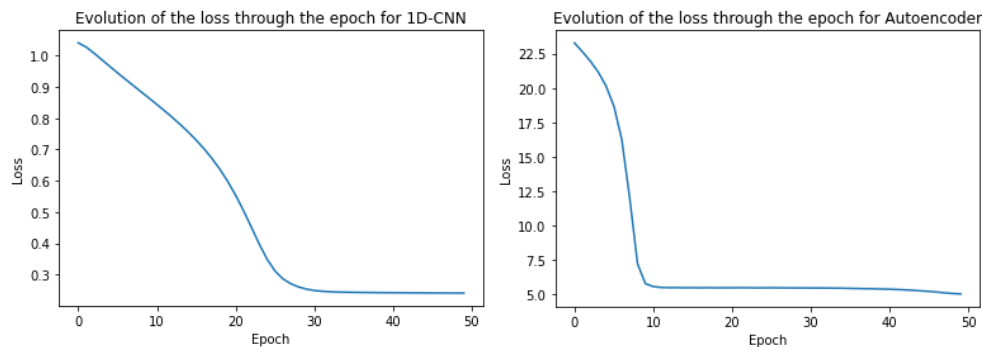 Evolution of the loss through the epoch for 1D-CNN
1.0
0.9
0.8
0.7
0.6
0.5
0.4
0.3
Loss
0 10 20 30 40 50
Epoch
Evolution of the loss through the epoch for Autoencoder
22.5
20.0
17.5
15.0
12.5
10.0
7.5
5.0
Loss
0 10 20 30 40 50
Epoch